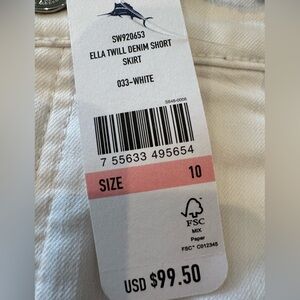 SW920653
ELLA TWILL DENIM SHORT
SKIRT
033-WHITE
7 55633 495654
SIZE 10
FSC
MIX
Paper
FSC® C012345
USD $99.50